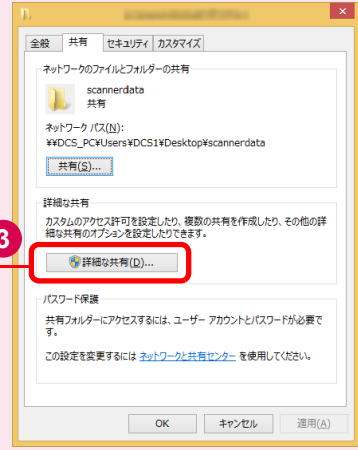 全般 共有 セキュリティ カスタマイズ
ネットワークのファイルとフォルダーの共有
scannerdata
共有
ネットワーク パス(N):
¥¥DCS_PC¥Users¥DCS1¥Desktop¥scannerdata
共有(S)...
詳細な共有
カスタムのアクセス許可を設定したり、複数の共有を作成したり、その他の詳
細な共有のオプションを設定したりできます。
3
詳細な共有(D)...
パスワード保護
共有フォルダーにアクセスするには、ユーザー アカウントとパスワードが必要で
す。
この設定を変更するには ネットワークと共有センター を使用してください。
OK キャンセル 適用(A)